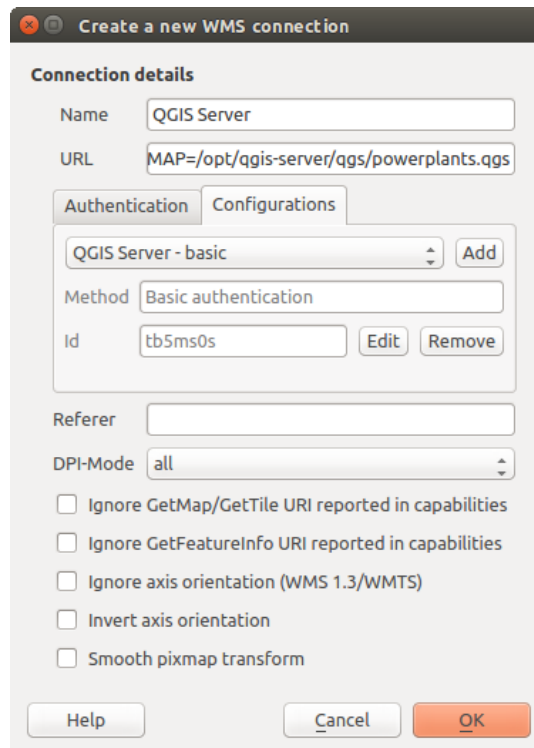 Create a new WMS connection
Connection details
Name QGIS Server
URL MAP=/opt/qgis-server/qgs/powerplants.qgs
Authentication Configurations
QGIS Server - basic Add
Method Basic authentication
Id tb5ms0s Edit Remove
Referer
DPI-Mode all
Ignore GetMap/GetTile URI reported in capabilities
Ignore GetFeatureInfo URI reported in capabilities
Ignore axis orientation (WMS 1.3/WMTS)
Invert axis orientation
Smooth pixmap transform
Help Cancel OK